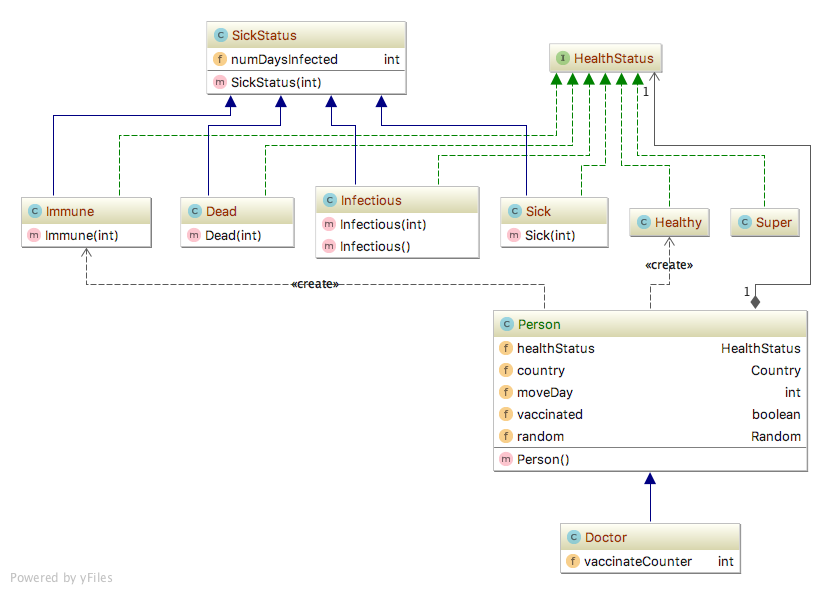 C SickStatus
f numDaysInfected int
m SickStatus(int)
I HealthStatus
1
C Immune
m Immune(int)
C Dead
m Dead(int)
C Infectious
m Infectious(int)
m Infectious()
C Sick
m Sick(int)
C Healthy
C Super
«create»
«create»
1
C Person
f healthStatus HealthStatus
f country Country
f moveDay int
f vaccinated boolean
f random Random
m Person()
C Doctor
f vaccinateCounter int
Powered by yFiles